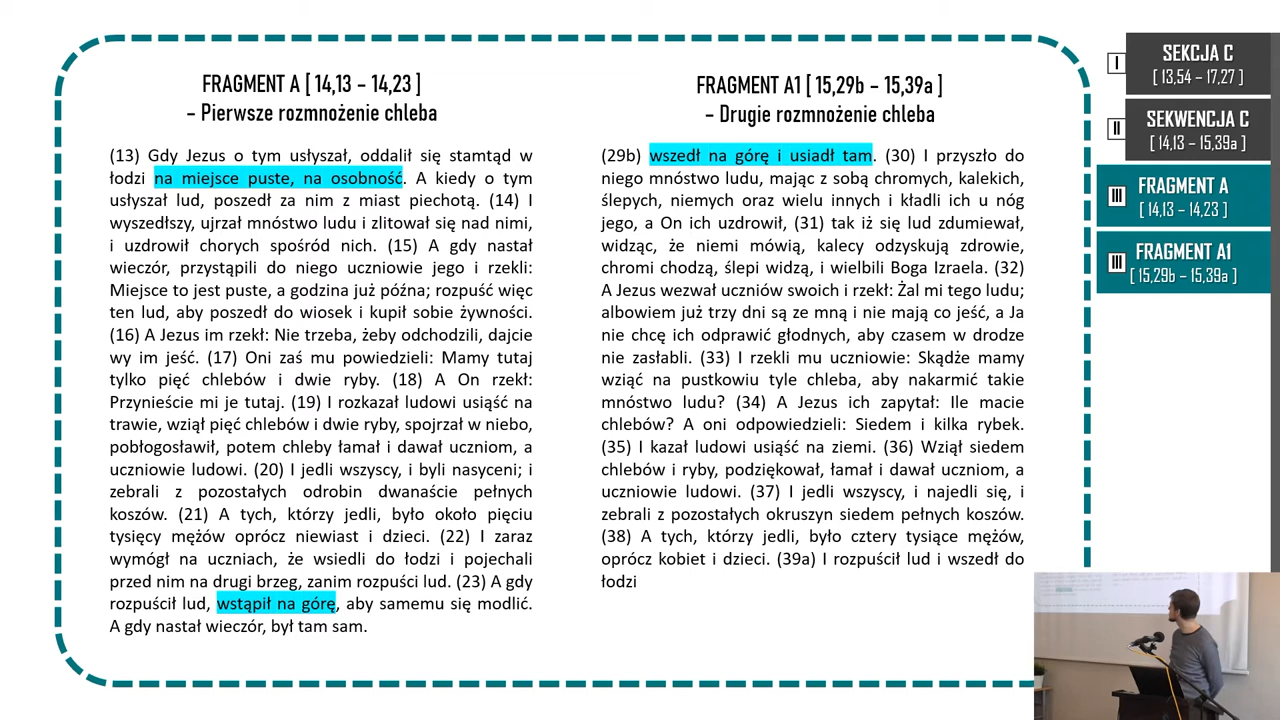 FRAGMENT A [ 14,13 – 14,23 ]
– Pierwsze rozmnożenie chleba
(13) Gdy Jezus o tym usłyszał, oddalił się stamtąd w
łodzi na miejsce puste, na osobność. A kiedy o tym
usłyszał lud, poszedł za nim z miast piechotą. (14) I
wyszedłszy, ujrzał mnóstwo ludu i zlitował się nad nimi,
i uzdrowił chorych spośród nich. (15) A gdy nastał
wieczór, przystąpili do niego uczniowie jego i rzekli:
Miejsce to jest puste, a godzina już późna; rozpuść więc
ten lud, aby poszedł do wiosek i kupił sobie żywności.
(16) A Jezus im rzekł: Nie trzeba, żeby odchodzili, dajcie
wy im jeść. (17) Oni zaś mu powiedzieli: Mamy tutaj
tylko pięć chlebów i dwie ryby. (18) A On rzekł:
Przynieście mi je tutaj. (19) I rozkazał ludowi usiąść na
trawie, wziął pięć chlebów i dwie ryby, spojrzał w niebo,
pobłogosławił, potem chleby łamał i dawał uczniom, a
uczniowie ludowi. (20) I jedli wszyscy, i byli nasyceni; i
zebrali z pozostałych odrobin dwanaście pełnych
koszów. (21) A tych, którzy jedli, było około pięciu
tysięcy mężów oprócz niewiast i dzieci. (22) I zaraz
wymógł na uczniach, że wsiedli do łodzi i pojechali
przed nim na drugi brzeg, zanim rozpuści lud. (23) A gdy
rozpuścił lud, wstąpił na górę, aby samemu się modlić.
A gdy nastał wieczór, był tam sam.
FRAGMENT A1 [ 15,29b – 15,39a ]
– Drugie rozmnożenie chleba
(29b) wszedł na górę i usiadł tam. (30) I przyszło do
niego mnóstwo ludu, mając z sobą chromych, kalekich,
ślepych, niemych oraz wielu innych i kładli ich u nóg
jego, a On ich uzdrowił, (31) tak iż się lud zdumiewał,
widząc, że niemi mówią, kalecy odzyskują zdrowie,
chromi chodzą, ślepi widzą, i wielbili Boga Izraela. (32)
A Jezus wezwał uczniów swoich i rzekł: Żal mi tego ludu;
albowiem już trzy dni są ze mną i nie mają co jeść, a Ja
nie chcę ich odprawić głodnych, aby czasem w drodze
nie zasłabli. (33) I rzekli mu uczniowie: Skądże mamy
wziąć na pustkowiu tyle chleba, aby nakarmić takie
mnóstwo ludu? (34) A Jezus ich zapytał: Ile macie
chlebów? A oni odpowiedzieli: Siedem i kilka rybek.
(35) I kazał ludowi usiąść na ziemi. (36) Wziął siedem
chlebów i ryby, podziękował, łamał i dawał uczniom, a
uczniowie ludowi. (37) I jedli wszyscy, i najedli się, i
zebrali z pozostałych okruszyn siedem pełnych koszów.
(38) A tych, którzy jedli, było cztery tysiące mężów,
oprócz kobiet i dzieci. (39a) I rozpuścił lud i wszedł do
łodzi
I
SEKCJA C
[ 13,54 – 17,27 ]
II
SEKWENCJA C
[ 14,13 – 15,39a ]
III
FRAGMENT A
[ 14,13 – 14,23 ]
III
FRAGMENT A1
[ 15,29b – 15,39a ]